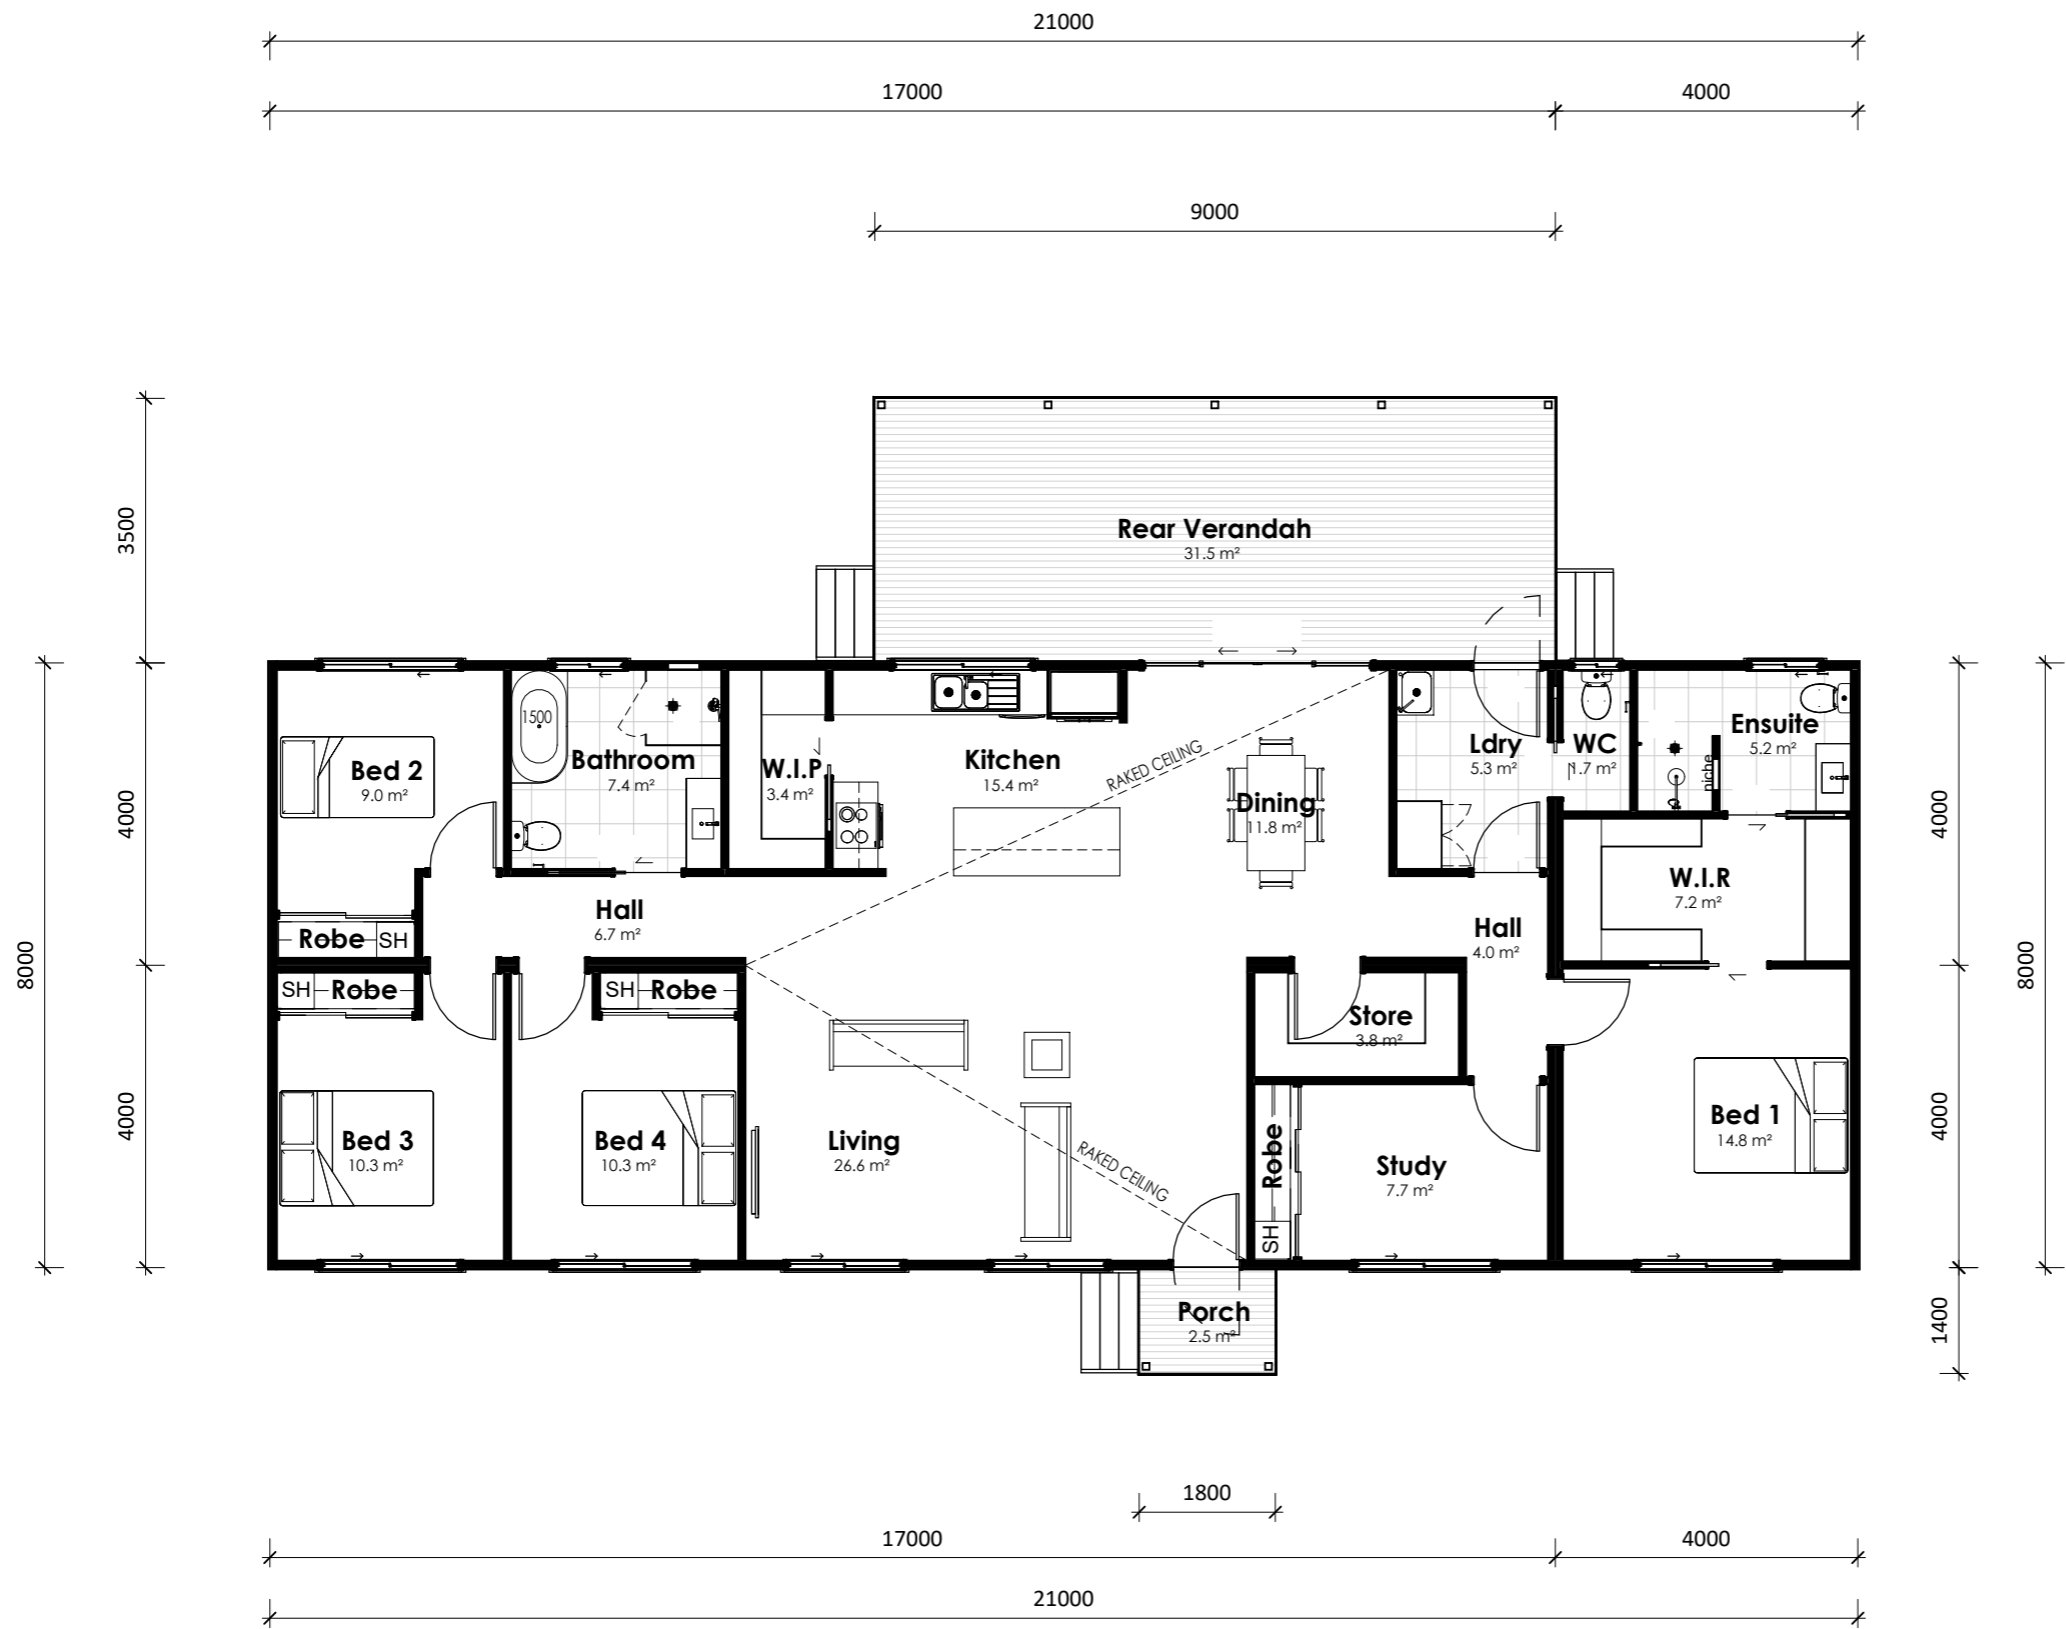 21000
17000
4000
9000
3500
Rear Verandah
31.5 m²
1500
Bathroom
7.4 m²
Bed 2
9.0 m²
W.I.P
3.4 m²
Kitchen
15.4 m²
RAKED CEILING
Dining
11.8 m²
Ldry
5.3 m²
WC
1.7 m²
Ensuite
5.2 m²
niche
4000
4000
W.I.R
7.2 m²
Hall
6.7 m²
Hall
4.0 m²
Robe
SH
8000
8000
SH
Robe
SH
Robe
Store
3.8 m²
4000
4000
Bed 3
10.3 m²
Bed 4
10.3 m²
Living
26.6 m²
RAKED CEILING
Robe
SH
Study
7.7 m²
Bed 1
14.8 m²
Porch
2.5 m²
1400
1800
17000
4000
21000